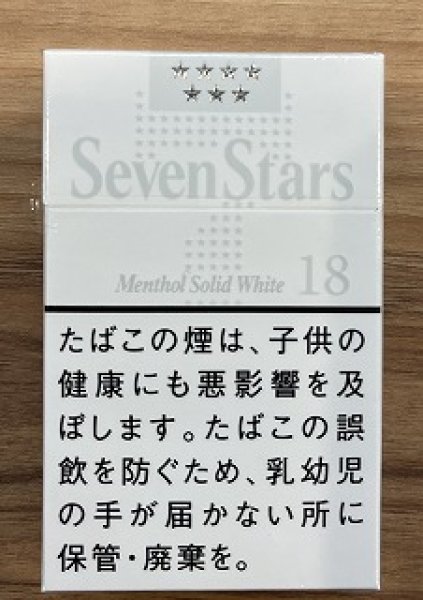 Seven Stars
Menthol Solid White 18
たばこの煙は、子供の
健康にも悪影響を及
ぼします。たばこの誤
飲を防ぐため、乳幼児
の手が届かない所に
保管・廃棄を。